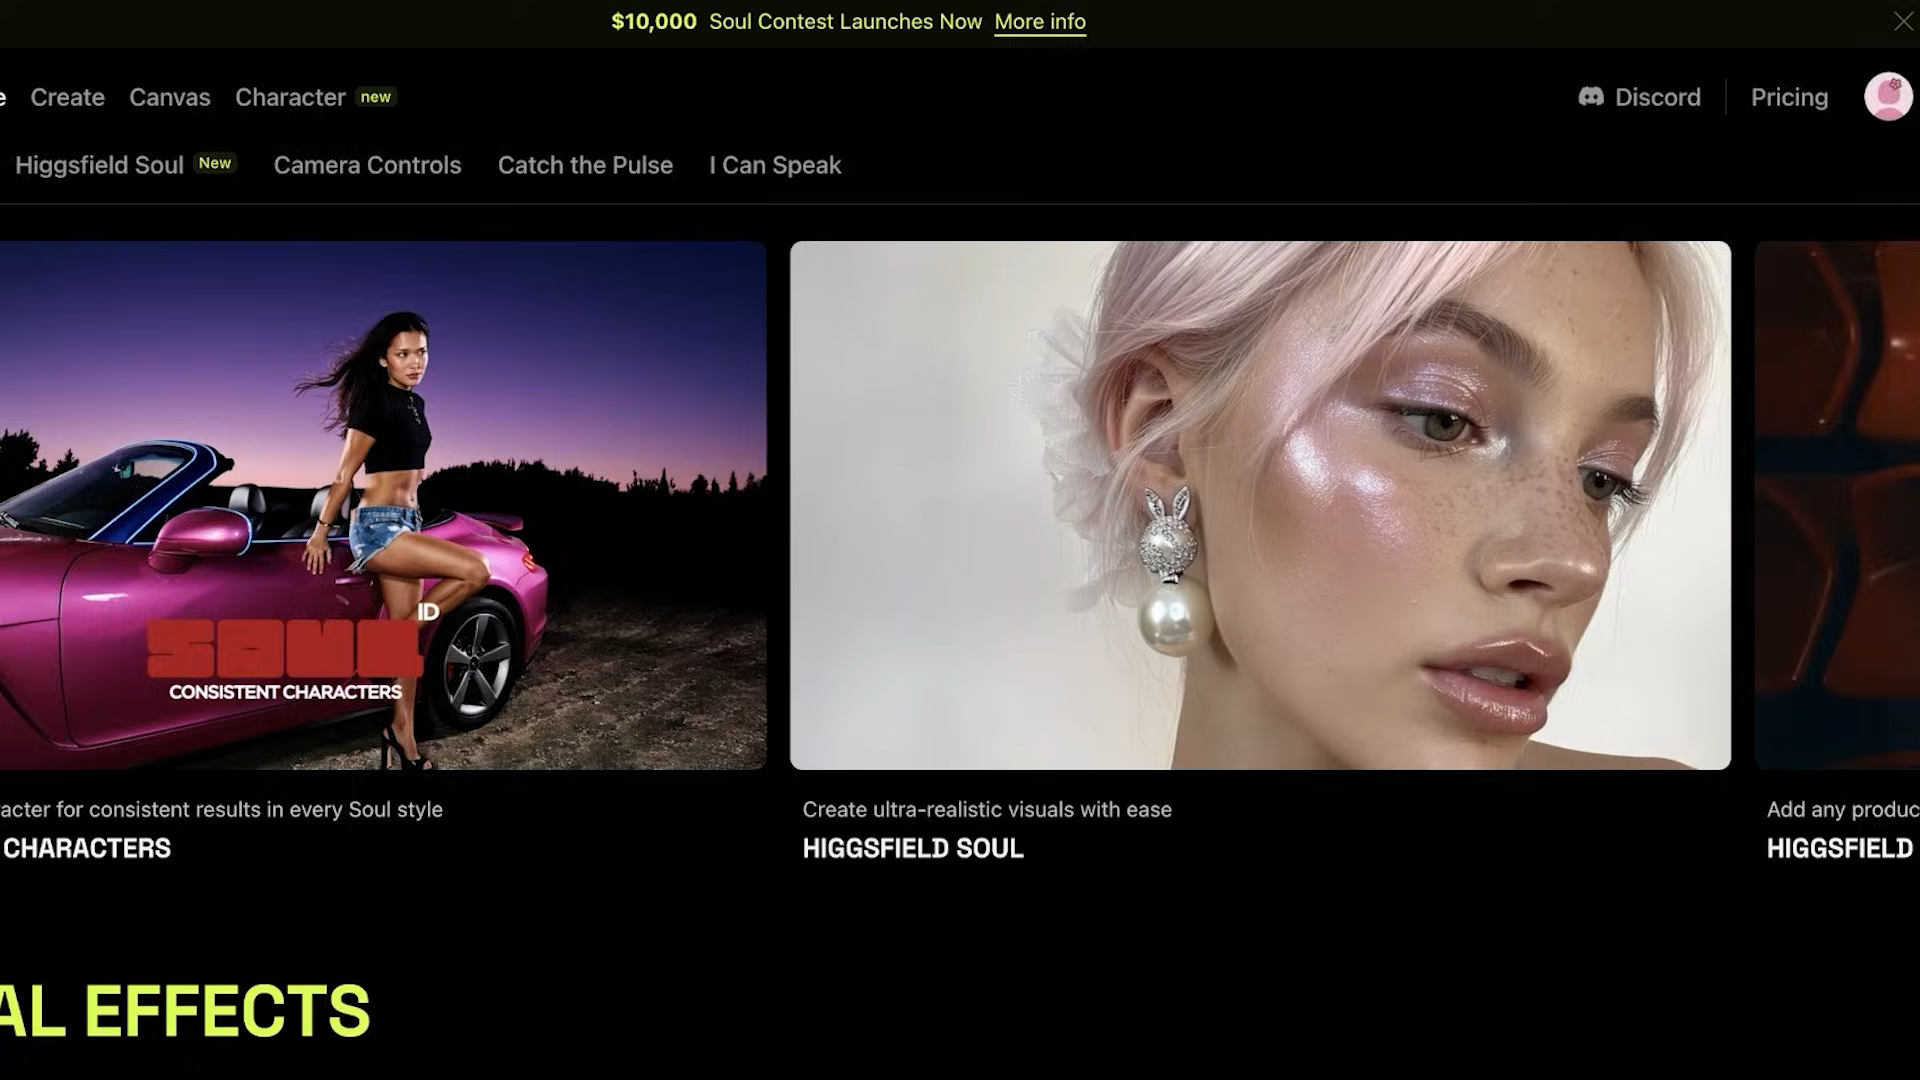 $10,000 Soul Contest Launches Now More info
e Create Canvas Character new Discord Pricing
Higgsfield Soul New Camera Controls Catch the Pulse I Can Speak
ID
SOUL
CONSISTENT CHARACTERS
acter for consistent results in every Soul style
CHARACTERS
Create ultra-realistic visuals with ease
HIGGSFIELD SOUL
Add any produc
HIGGSFIELD
AL EFFECTS